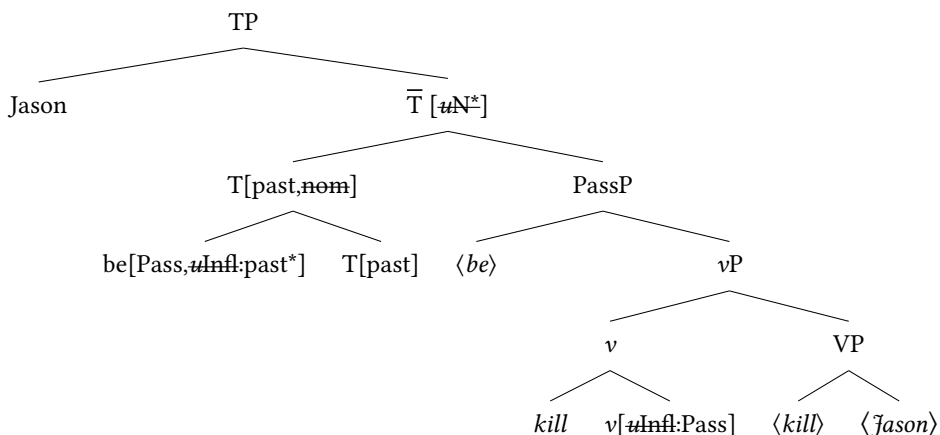 TP
Jason T̅ [uN*]
T[past,nom] PassP
be[Pass,uInfl:past*] T[past] ⟨be⟩ vP
v VP
kill v[uInfl:Pass] ⟨kill⟩ ⟨Jason⟩